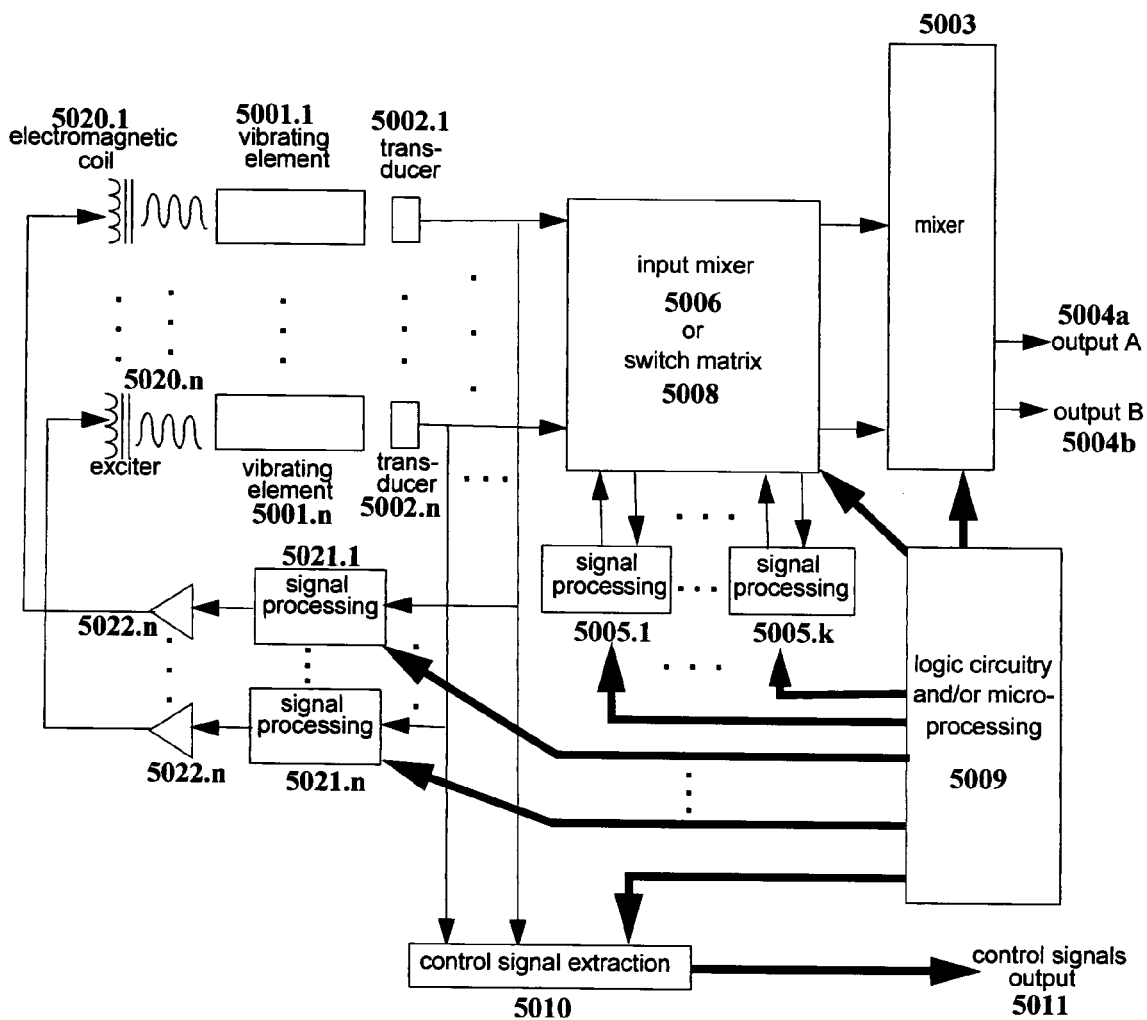 5003
5020.1
electromagnetic
coil
5001.1
vibrating
element
5002.1
trans-
ducer
mixer
input mixer
5006
or
switch matrix
5008
5004a
output A
output B
5004b
5020.n
exciter
vibrating
element
5001.n
trans-
ducer
5002.n
5021.1
signal
processing
5022.n
signal
processing
5022.n
5021.n
signal
processing
5005.1
signal
processing
5005.k
logic circuitry
and/or micro-
processing
5009
control signal extraction
5010
control signals
output
5011